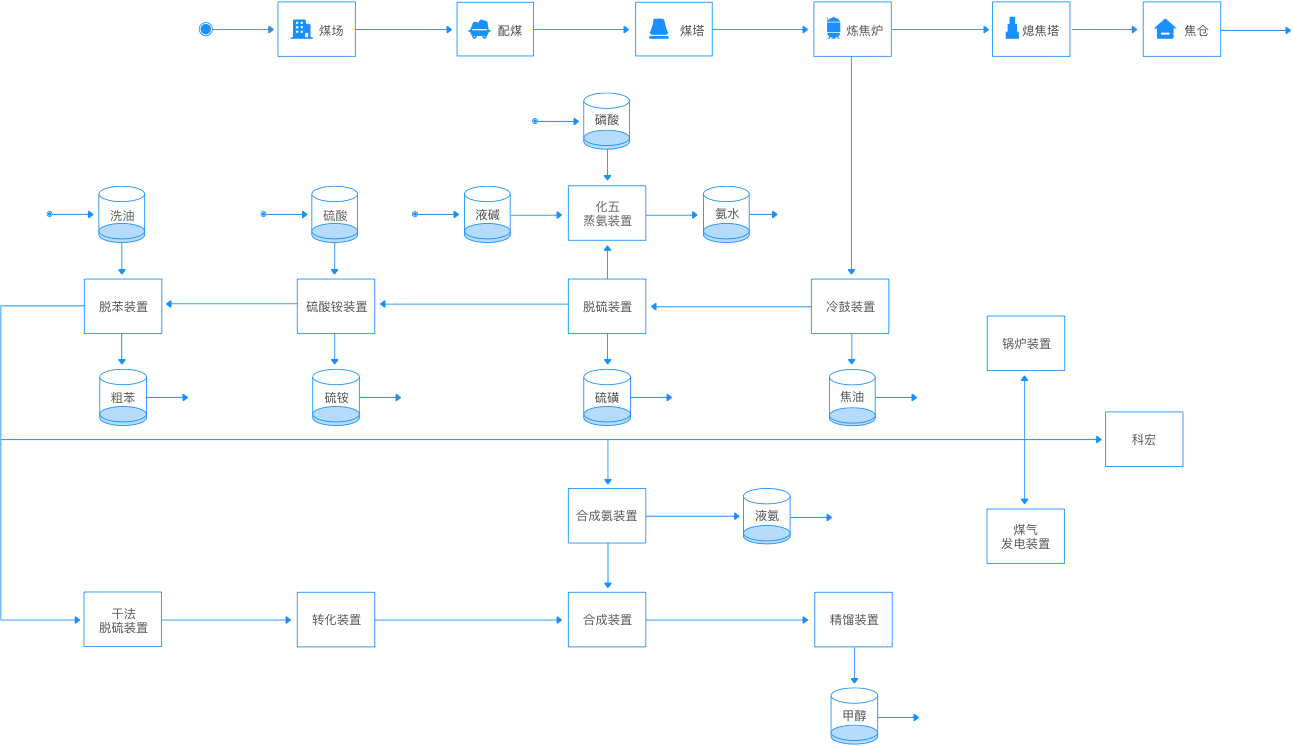 煤场
配煤
煤塔
炼焦炉
熄焦塔
焦仓
磷酸
洗油
硫酸
液碱
化五
蒸氨装置
氨水
脱苯装置
硫酸铵装置
脱硫装置
冷鼓装置
锅炉装置
粗苯
硫铵
硫磺
焦油
科宏
合成氨装置
液氨
煤气
发电装置
干法
脱硫装置
转化装置
合成装置
精馏装置
甲醇